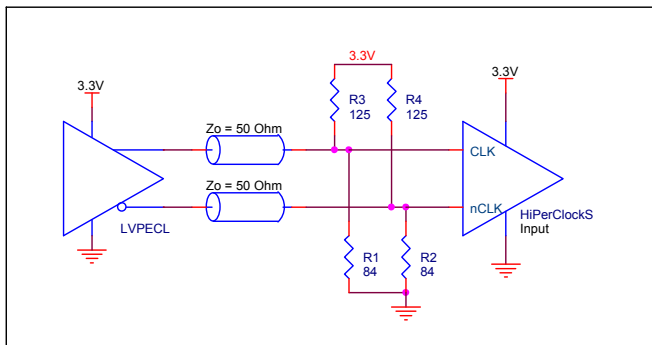 3.3V
3.3V
3.3V
R3
125
R4
125
Zo = 50 Ohm
CLK
Zo = 50 Ohm
nCLK
HiPerClockS
Input
LVPECL
R1
84
R2
84